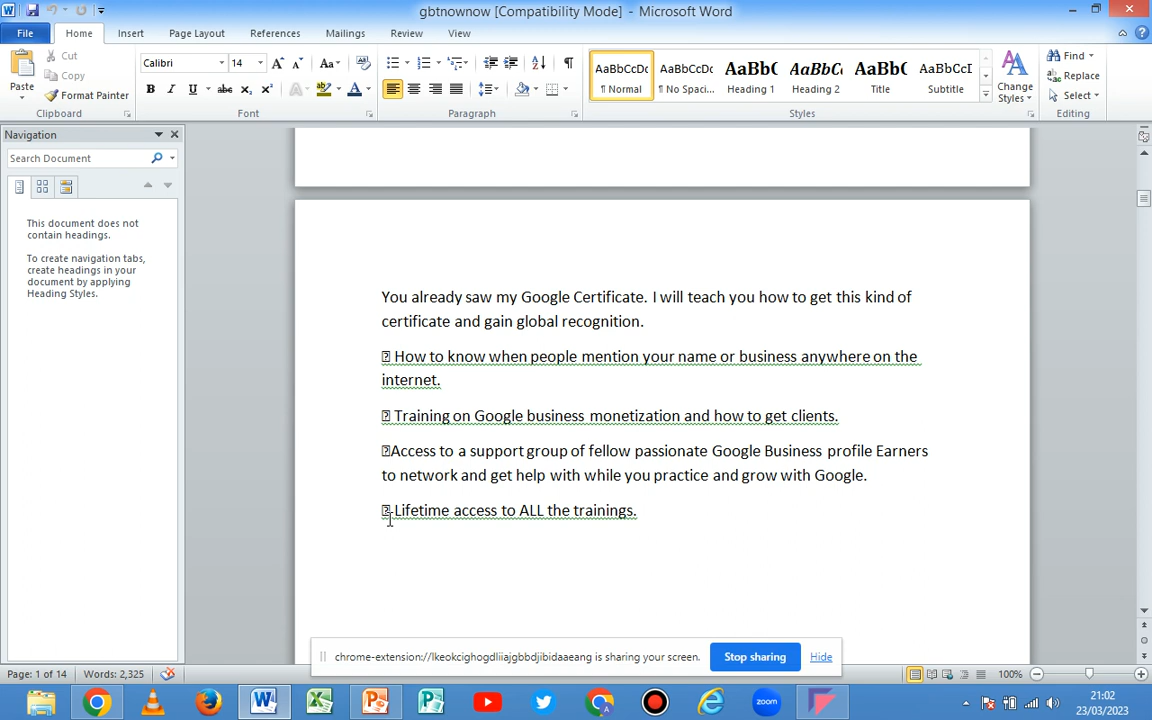 gbtnownow [Compatibility Mode] - Microsoft Word
File Home Insert Page Layout References Mailings Review View
Paste
Cut
Copy
Format Painter
Clipboard
Calibri 14
Font
Paragraph
AaBbCcDc AaBbCcDc AaBbC AaBbC AaBbC AaBbCcI
¶ Normal ¶ No Spaci... Heading 1 Heading 2 Title Subtitle
Change Styles
Styles
Find
Replace
Select
Editing
Navigation
Search Document
This document does not
contain headings.
To create navigation tabs,
create headings in your
document by applying
Heading Styles.
You already saw my Google Certificate. I will teach you how to get this kind of
certificate and gain global recognition.
How to know when people mention your name or business anywhere on the
internet.
Training on Google business monetization and how to get clients.
Access to a support group of fellow passionate Google Business profile Earners
to network and get help with while you practice and grow with Google.
Lifetime access to ALL the trainings.
chrome-extension://lkeokcighogdliiajgbbdjibidaaeang is sharing your screen. Stop sharing Hide
Page: 1 of 14 Words: 2,325 100%
zoom
21:02
23/03/2023